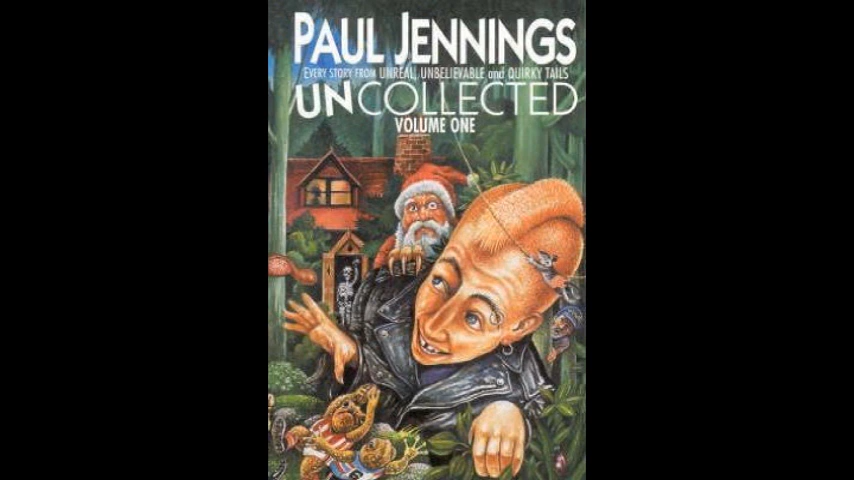 PAUL JENNINGS
EVERY STORY FROM UNREAL, UNBELIEVABLE and QUIRKY TAILS
UNCOLLECTED
VOLUME ONE